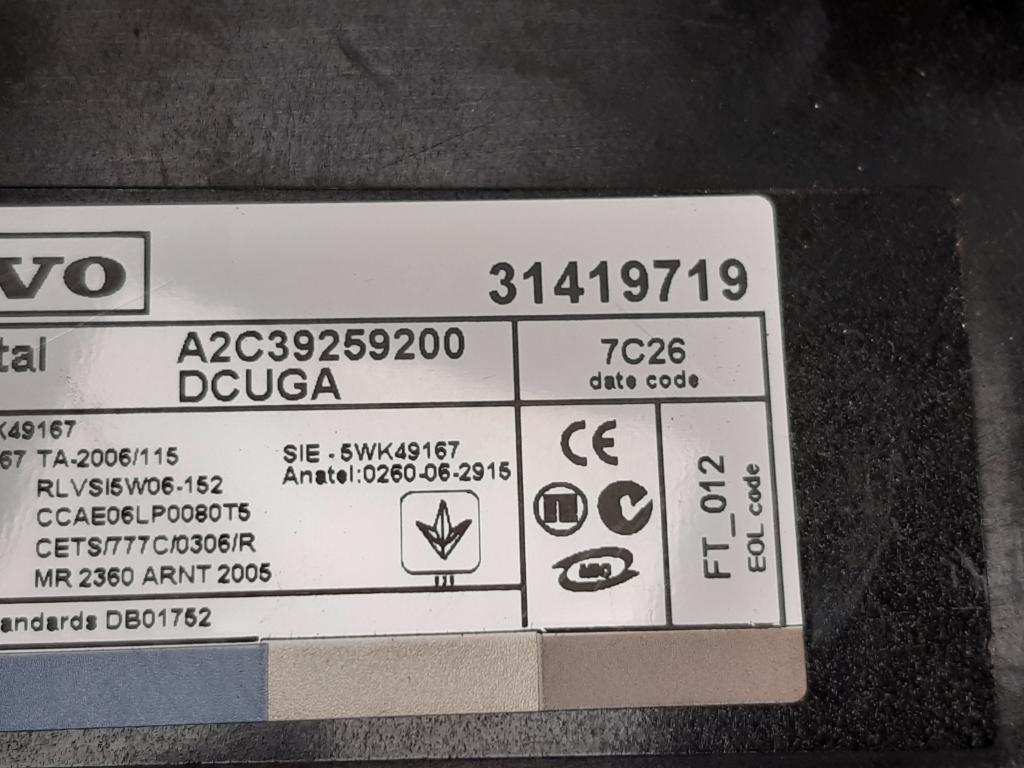 VO
31419719
tal
A2C39259200
DCUGA
7C26
date code
K49167
67 TA-2006/115
RLVSI5W06-152
CCAE06LP0080T5
CETS/777C/0306/R
MR 2360 ARNT 2005
SIE - 5WK49167
Anatel:0260-06-2915
CE
FT_012
EOL code
andards DB01752